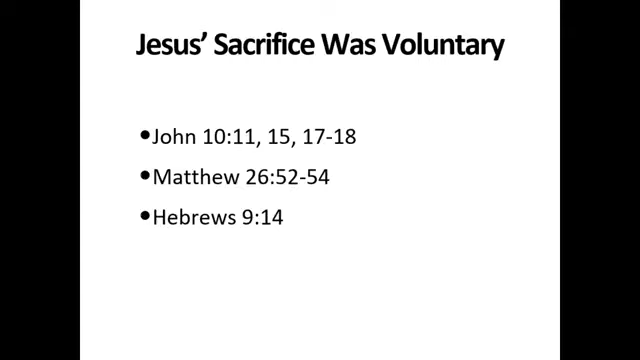 Jesus’ Sacrifice Was Voluntary
•John 10:11, 15, 17-18
•Matthew 26:52-54
•Hebrews 9:14